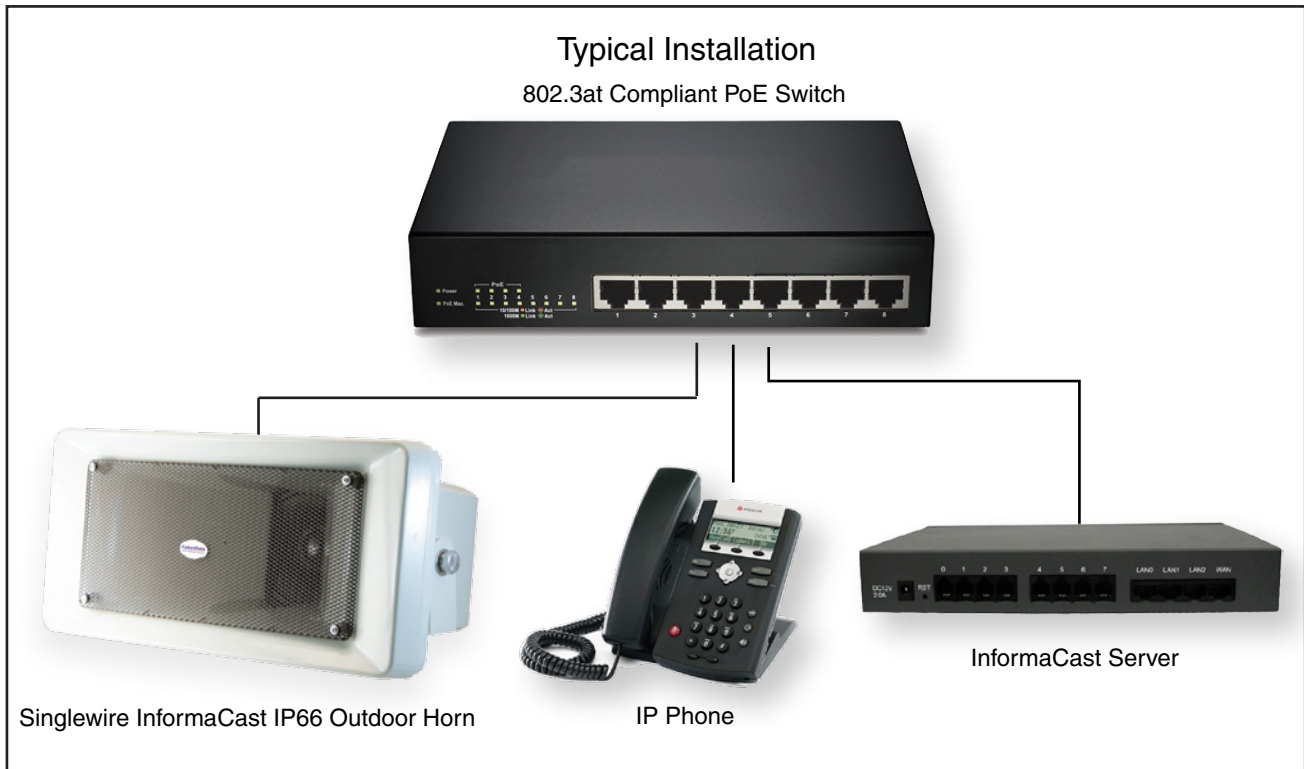 Typical Installation
802.3at Compliant PoE Switch
PoE
Power
1 2 3 4 5 6 7 8
PoE Max.
10/100M Link Act
1000M Link Act
1 2 3 4 5 6 7 8
CyberData
0 1 2 3 4 5 6 7 LAN0 LAN1 LAN2 WAN
DC12V RST
2.0A
InformaCast Server
Singlewire InformaCast IP66 Outdoor Horn
IP Phone